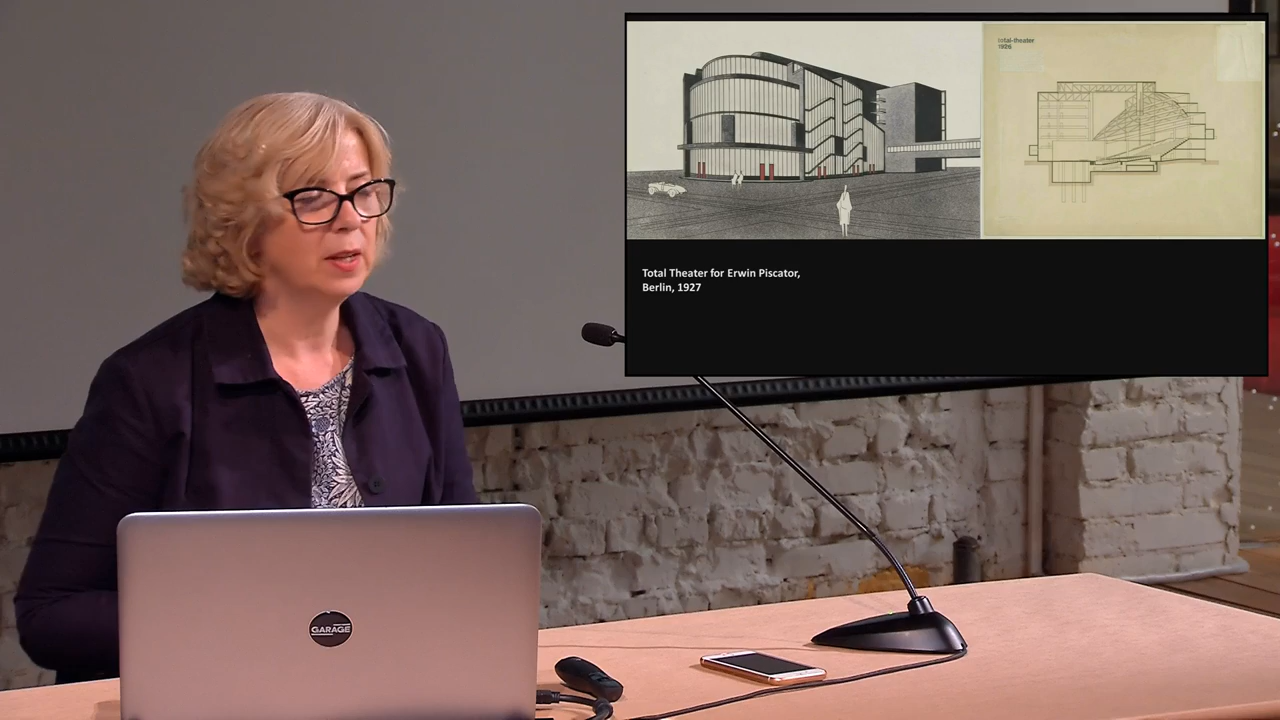 total-theater
1926
Total Theater for Erwin Piscator,
Berlin, 1927
GARAGE